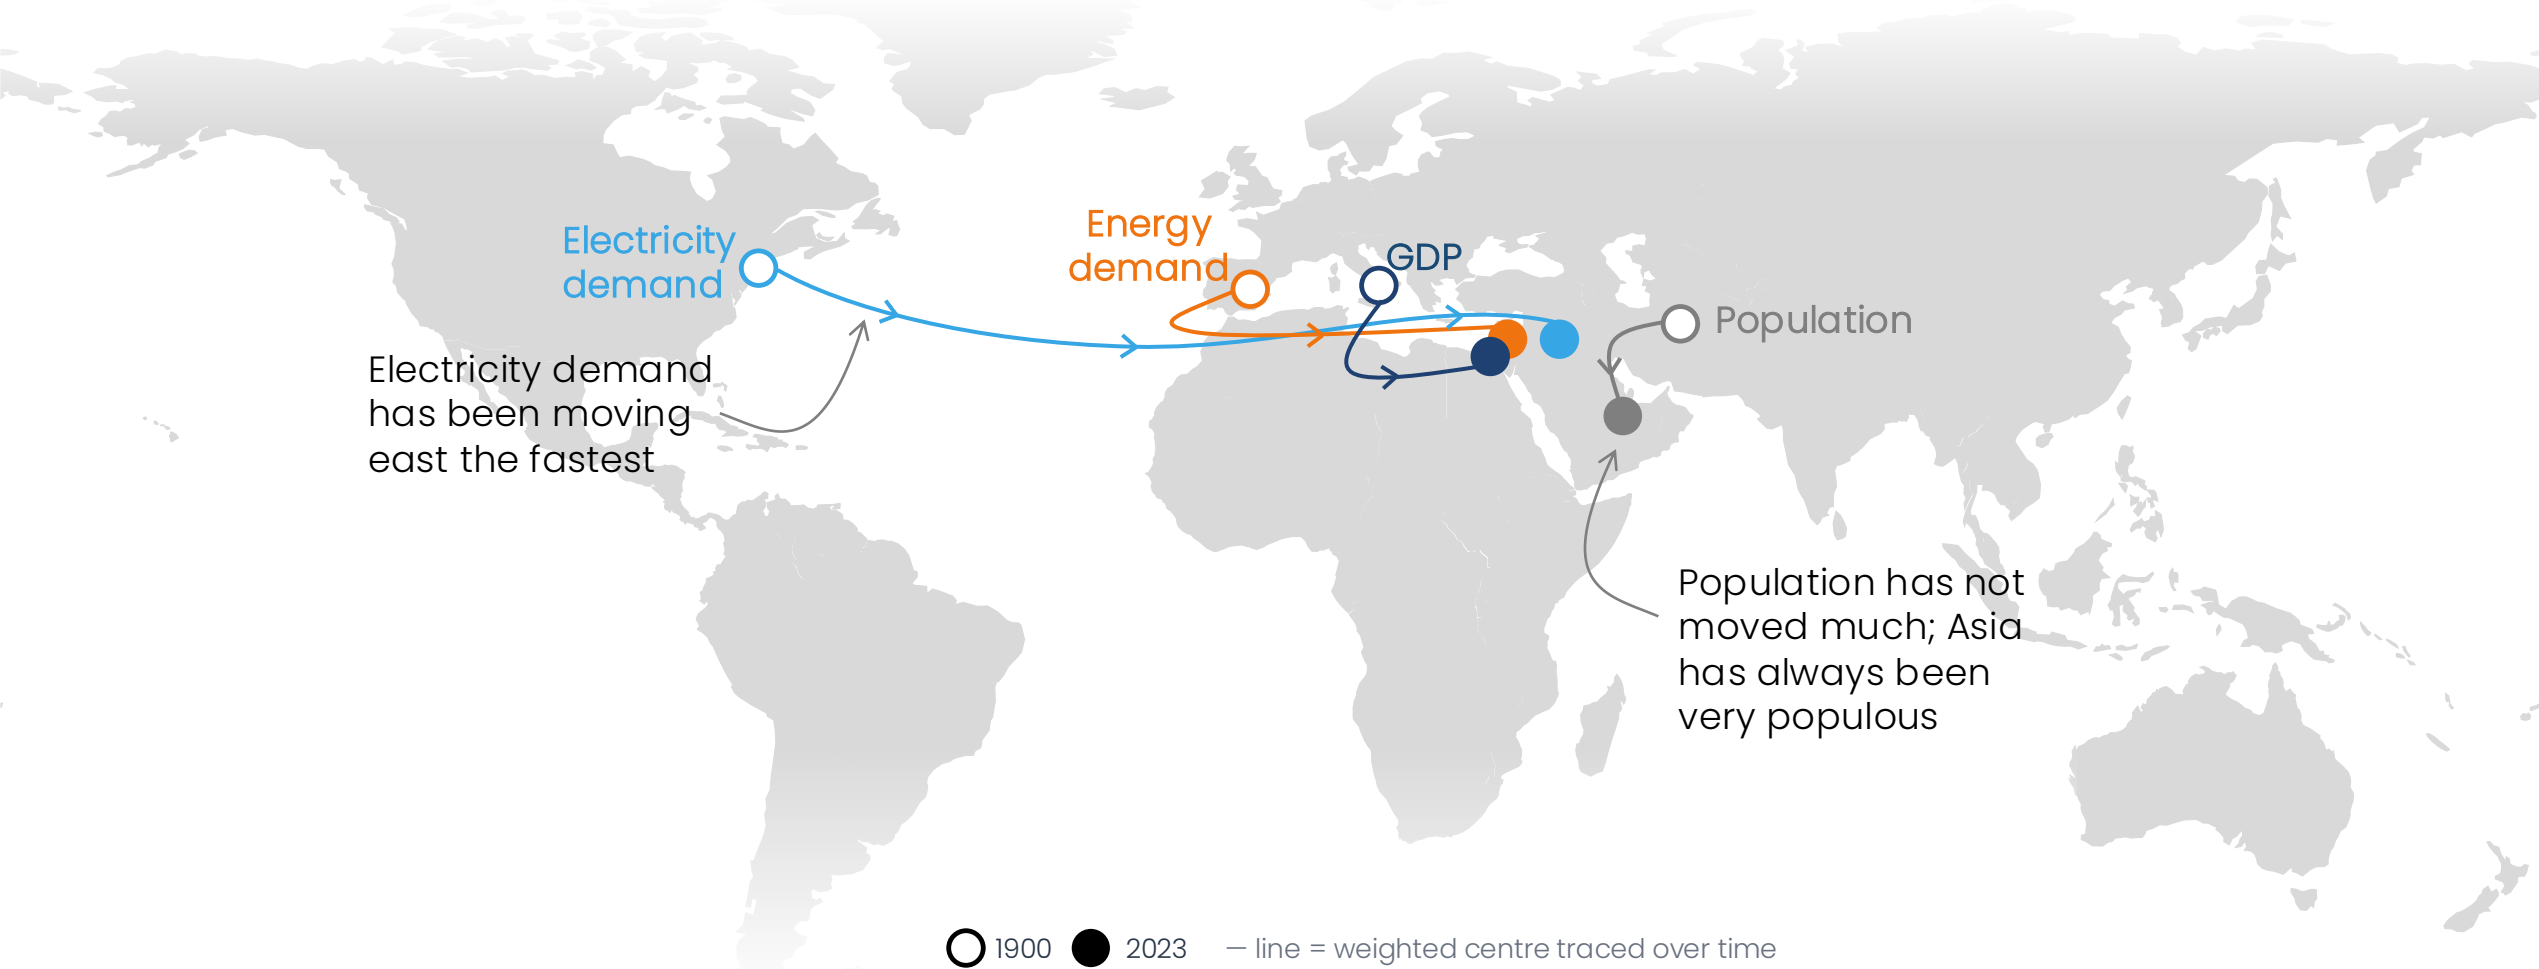 Electricity
demand
Energy
demand
GDP
Population
Electricity demand
has been moving
east the fastest
Population has not
moved much; Asia
has always been
very populous
1900
2023
— line = weighted centre traced over time